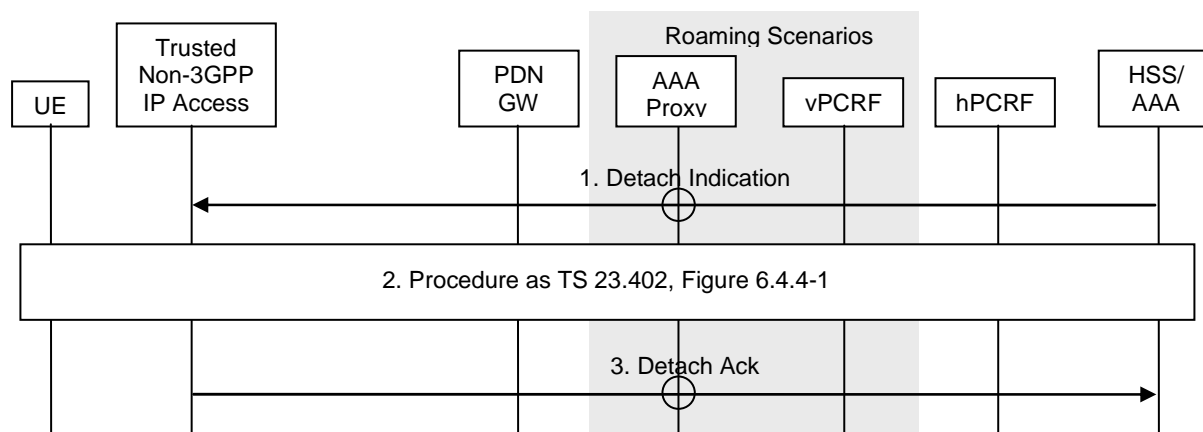 Roaming Scenarios
UE
Trusted
Non-3GPP
IP Access
PDN
GW
AAA
Proxy
vPCRF
hPCRF
HSS/
AAA
1. Detach Indication
2. Procedure as TS 23.402, Figure 6.4.4-1
3. Detach Ack